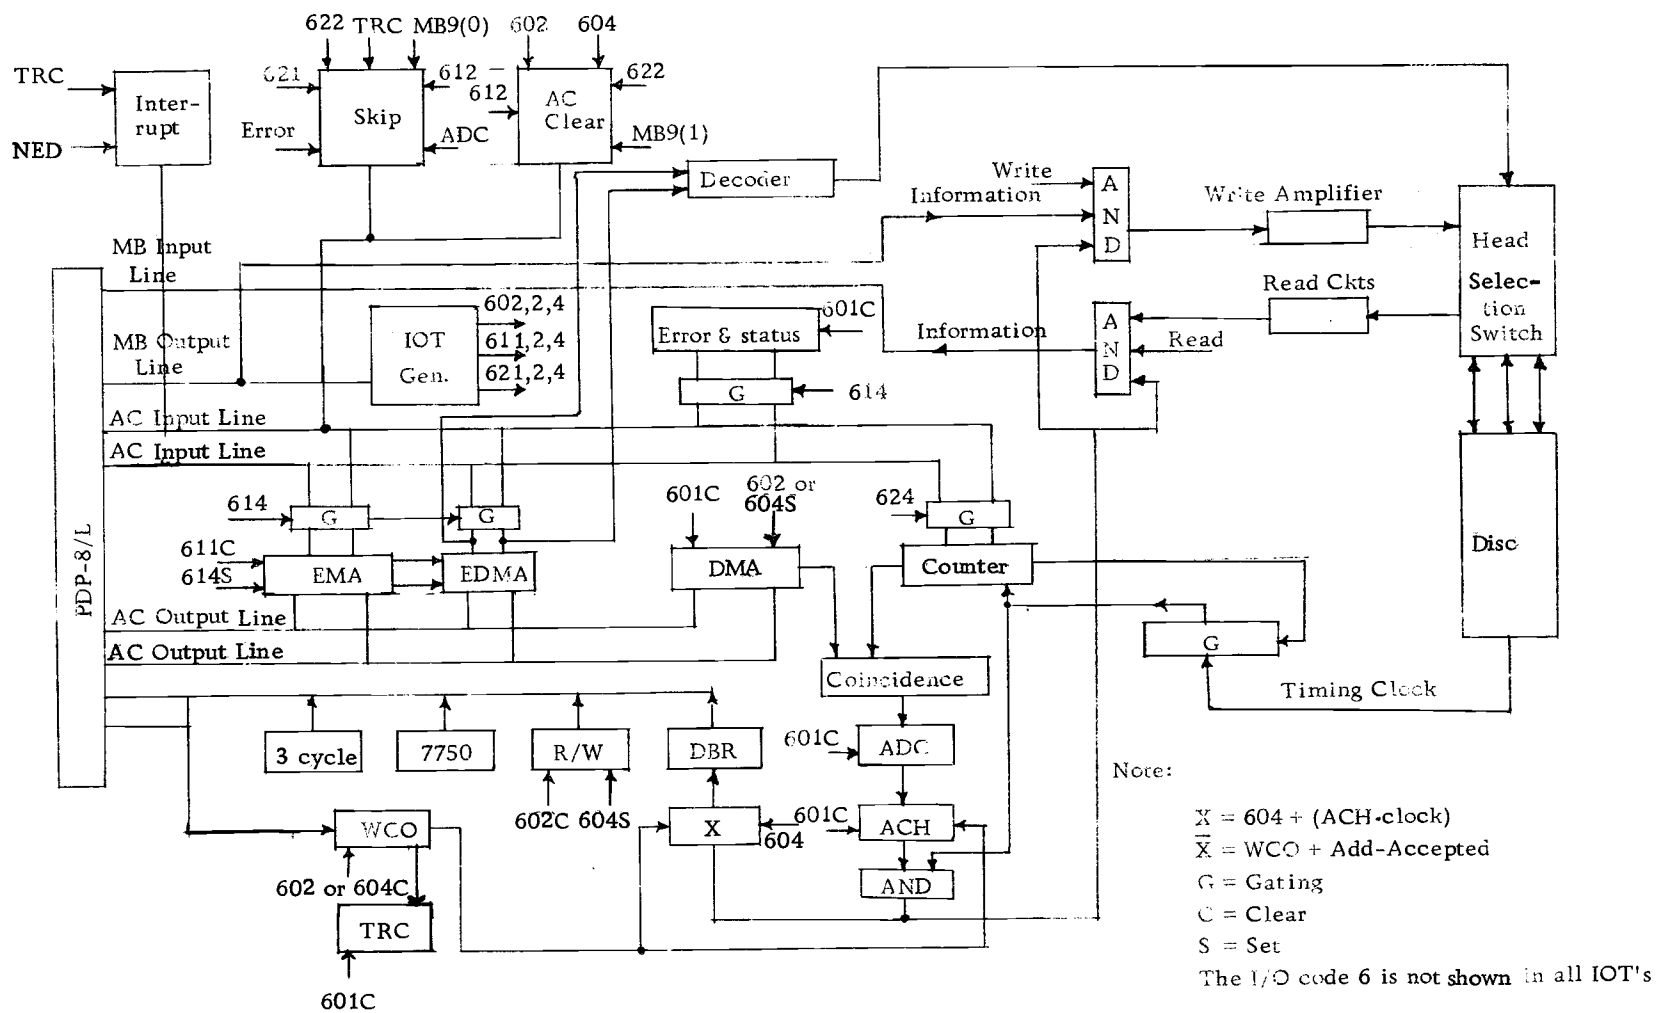 622 TRC MB9(0) 602 604
TRC
621
612
622
Inter-
rupt
Skip
612
AC
Clear
Error
ADC
MB9(1)
NED
Decoder
Write
Information
A
N
D
Write Amplifier
Head
Selec-
tion
Switch
MB Input
Line
Read Ckts
602,2,4
601C
IOT
Gen.
611,2,4
Error & status
Information
A
N
D
Read
MB Output
Line
621,2,4
G
614
AC Input Line
AC Input Line
602 or
604S
601C
624
614
G
G
G
PDP-8/L
611C
614S
EMA
EDMA
DMA
Counter
Disc
AC Output Line
AC Output Line
G
Coincidence
Timing Clock
3 cycle
7750
R/W
DBR
601C
ADC
Note:
602C 604S
X
604
601C
ACH
X = 604 + (ACH·clock)
WCO
X̅ = WCO + Add-Accepted
602 or 604C
AND
G = Gating
C = Clear
TRC
S = Set
The I/O code 6 is not shown in all IOT's
601C